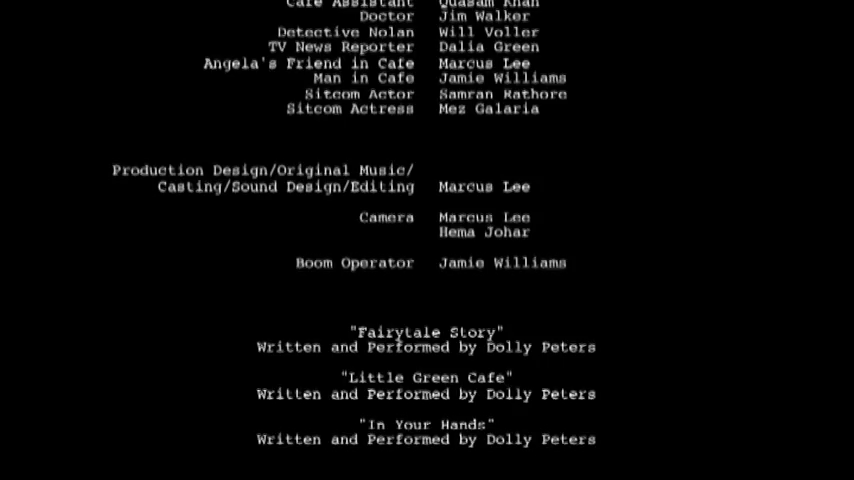 Cafe Assistant Quasam Khan
Doctor Jim Walker
Detective Nolan Will Voller
TV News Reporter Dalia Green
Angela's Friend in Cafe Marcus Lee
Man in Cafe Jamie Williams
Sitcom Actor Samran Rathore
Sitcom Actress Mez Galaria
Production Design/Original Music/
Casting/Sound Design/Editing Marcus Lee
Camera Marcus Lee
Hema Johar
Boom Operator Jamie Williams
"Fairytale Story"
Written and Performed by Dolly Peters
"Little Green Cafe"
Written and Performed by Dolly Peters
"In Your Hands"
Written and Performed by Dolly Peters